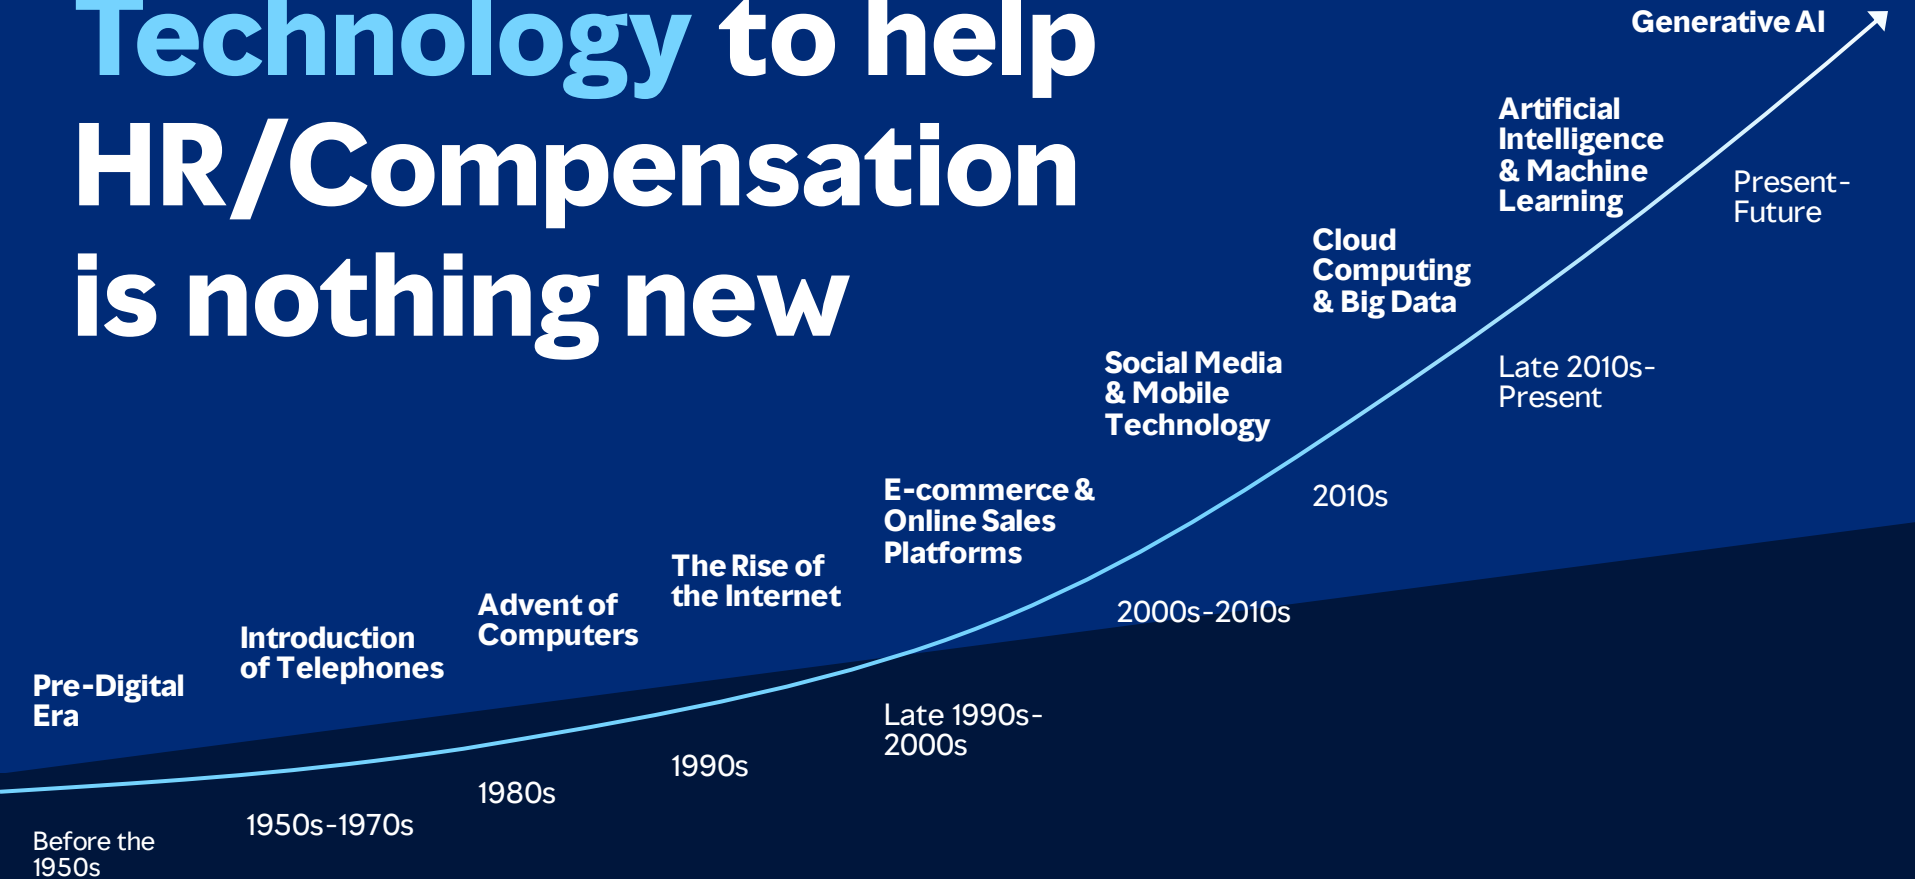 Technology to help
HR/Compensation
is nothing new
Pre-Digital
Era
Before the
1950s
Introduction
of Telephones
1950s-1970s
Advent of
Computers
1980s
The Rise of
the Internet
1990s
E-commerce &
Online Sales
Platforms
Late 1990s-
2000s
Social Media
& Mobile
Technology
2000s-2010s
Cloud
Computing
& Big Data
2010s
Artificial
Intelligence
& Machine
Learning
Late 2010s-
Present
Generative AI
Present-
Future